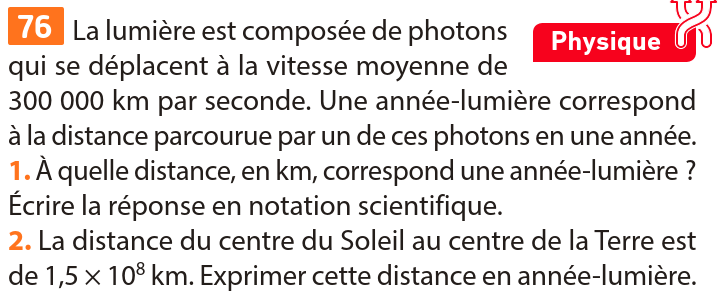 76 La lumière est composée de photons
Physique
qui se déplacent à la vitesse moyenne de
300 000 km par seconde. Une année-lumière correspond
à la distance parcourue par un de ces photons en une année.
1. À quelle distance, en km, correspond une année-lumière ?
Écrire la réponse en notation scientifique.
2. La distance du centre du Soleil au centre de la Terre est
de 1,5 × 10⁸ km. Exprimer cette distance en année-lumière.